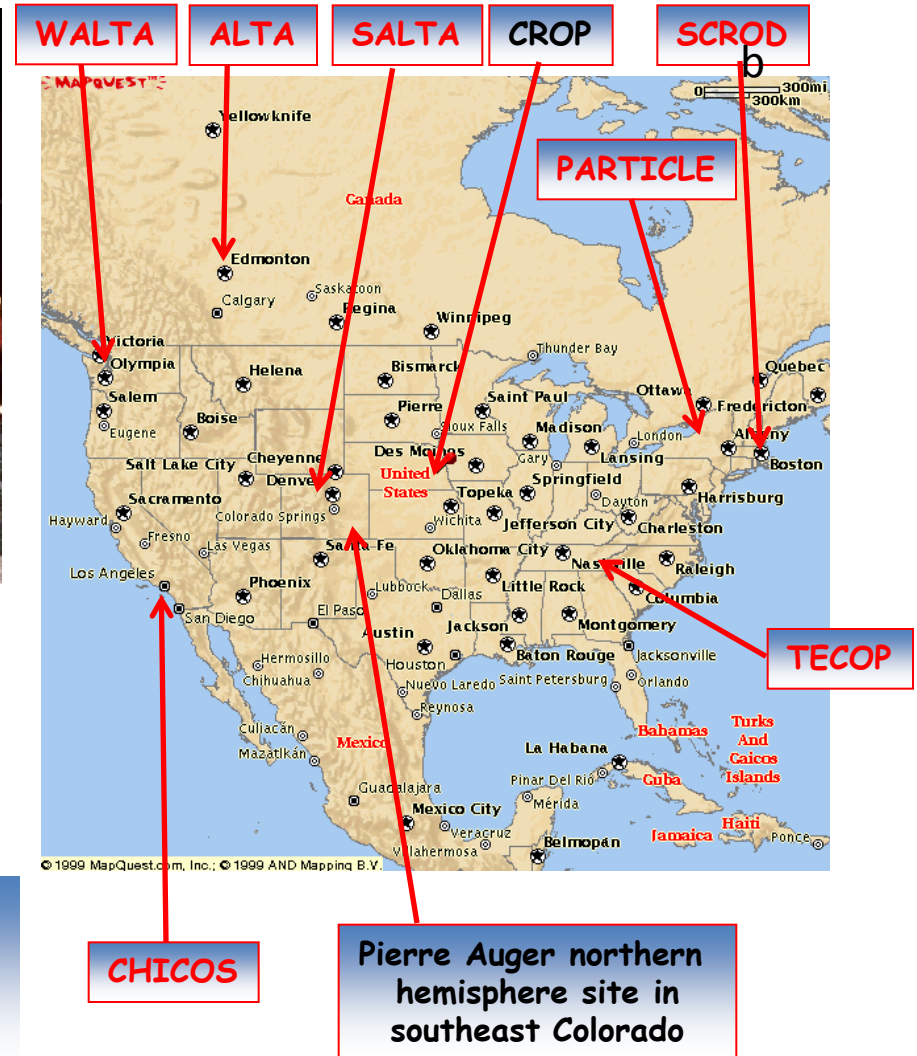 WALTA ALTA SALTA CROP SCROD
b
MAPQUEST
0 300mi
300km
Yellowknife
PARTICLE
Canada
Edmonton
Saskatoon
Calgary
Regina
Winnipeg
Victoria
Thunder Bay
Olympia
Helena
Bismarck
Quebec
Salem
Pierre
Saint Paul
Ottawa
Fredericton
Eugene
Boise
Sioux Falls
Madison
London
Albany
Salt Lake City
Cheyenne
Des Moines
Gary
Lansing
Boston
Denver
United
States
Springfield
Harrisburg
Sacramento
Topeka
Dayton
Hayward
Colorado Springs
Wichita
Jefferson City
Charleston
Fresno
Las Vegas
Santa Fe
Oklahoma City
Nashville
Raleigh
Los Angeles
Phoenix
Lubbock
Dallas
Little Rock
Columbia
San Diego
El Paso
Jackson
Montgomery
Austin
TECOP
Hermosillo
Houston
Baton Rouge
Jacksonville
Chihuahua
Nuevo Laredo
Saint Petersburg
Orlando
Reynosa
Culiacán
Bahamas
Turks
And
Caicos
Islands
Mazatlkán
Mexico
La Habana
Pinar Del Rió
Cuba
Guadalajara
Mérida
Mexico City
Haiti
Veracruz
Jamaica
Ponce
Villahermosa
Belmopán
© 1999 MapQuest.com, Inc.; © 1999 AND Mapping B.V.
CHICOS
Pierre Auger northern
hemisphere site in
southeast Colorado